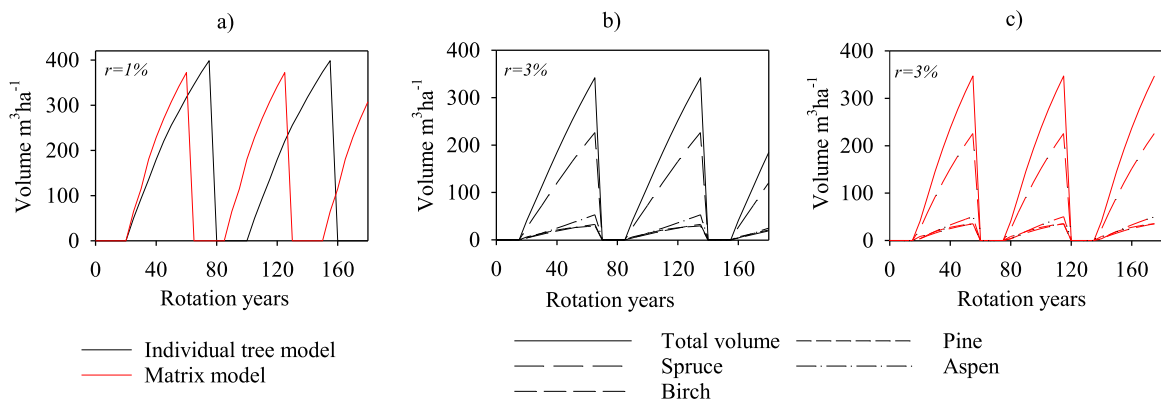 a)
b)
c)
r=1%
r=3%
r=3%
Volume m³ha⁻¹
400
300
200
100
0
0 40 80 120 160
Rotation years
Volume m³ha⁻¹
400
300
200
100
0
0 40 80 120 160
Rotation years
Volume m³ha⁻¹
400
300
200
100
0
0 40 80 120 160
Rotation years
Individual tree model
Matrix model
Total volume
Spruce
Birch
Pine
Aspen